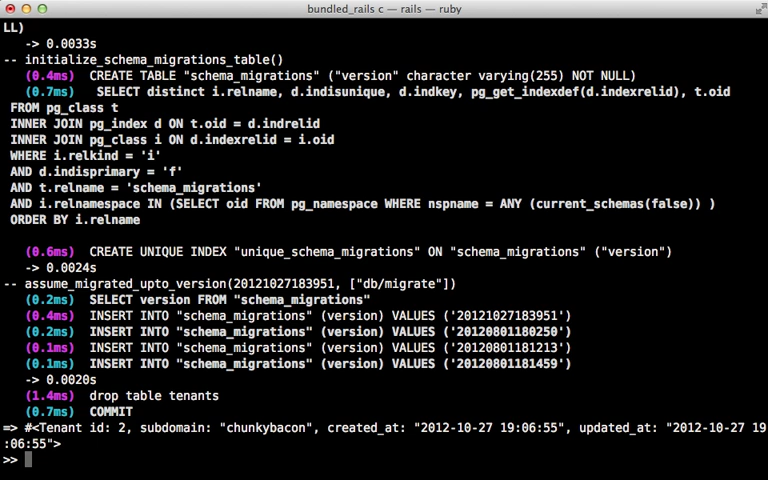 bundled_rails c — rails — ruby
LL)
-> 0.0033s
-- initialize_schema_migrations_table()
(0.4ms)  CREATE TABLE "schema_migrations" ("version" character varying(255) NOT NULL)
(0.7ms)   SELECT distinct i.relname, d.indisunique, d.indkey, pg_get_indexdef(d.indexrelid), t.oid
FROM pg_class t
INNER JOIN pg_index d ON t.oid = d.indrelid
INNER JOIN pg_class i ON d.indexrelid = i.oid
WHERE i.relkind = 'i'
AND d.indisprimary = 'f'
AND t.relname = 'schema_migrations'
AND i.relnamespace IN (SELECT oid FROM pg_namespace WHERE nspname = ANY (current_schemas(false)) )
ORDER BY i.relname
(0.6ms)  CREATE UNIQUE INDEX "unique_schema_migrations" ON "schema_migrations" ("version")
-> 0.0024s
-- assume_migrated_upto_version(20121027183951, ["db/migrate"])
(0.2ms)  SELECT version FROM "schema_migrations"
(0.4ms)  INSERT INTO "schema_migrations" (version) VALUES ('20121027183951')
(0.2ms)  INSERT INTO "schema_migrations" (version) VALUES ('20120801180250')
(0.1ms)  INSERT INTO "schema_migrations" (version) VALUES ('20120801181213')
(0.1ms)  INSERT INTO "schema_migrations" (version) VALUES ('20120801181459')
-> 0.0020s
(1.4ms)  drop table tenants
(0.7ms)  COMMIT
=> #<Tenant id: 2, subdomain: "chunkybacon", created_at: "2012-10-27 19:06:55", updated_at: "2012-10-27 19
:06:55">
>>